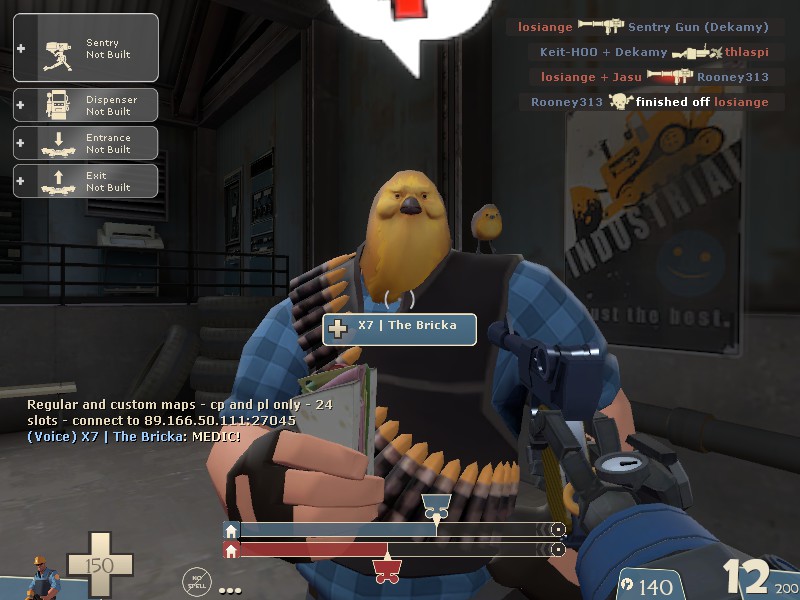 Sentry
Not Built
Dispenser
Not Built
Entrance
Not Built
Exit
Not Built
losiange Sentry Gun (Dekamy)
Keit-HOO + Dekamy thlaspi
losiange + Jasu Rooney313
Rooney313 finished off losiange
INDUSTRIAL
just the best.
X7 | The Bricka
Regular and custom maps - cp and pl only - 24
slots - connect to 89.166.50.111:27045
(Voice) X7 | The Bricka: MEDIC!
150
NO
SPELL
140
12 200